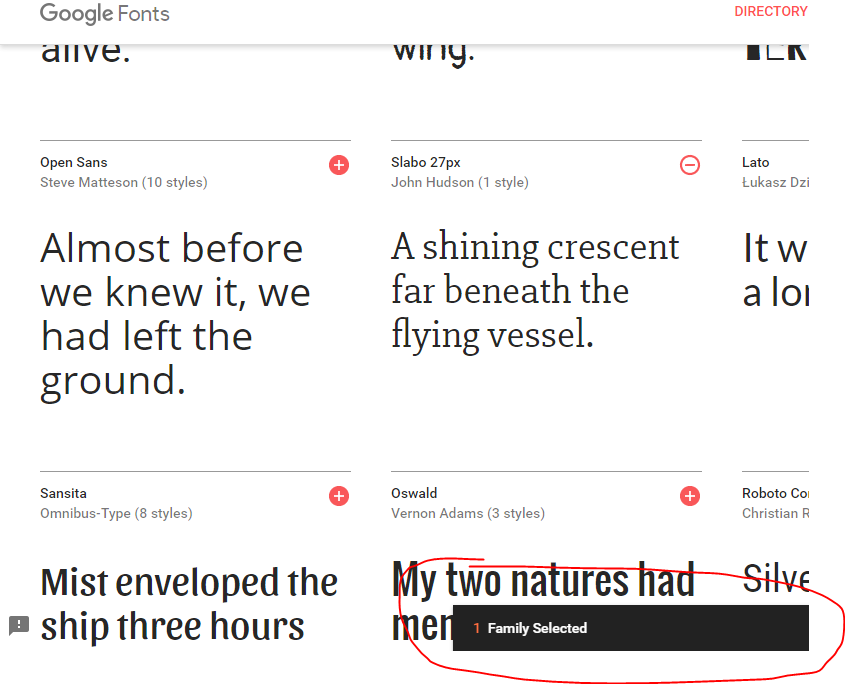 Google Fonts
DIRECTORY
alive.
wing.
Open Sans
Steve Matteson (10 styles)
Slabo 27px
John Hudson (1 style)
Lato
Łukasz Dzi
Almost before
we knew it, we
had left the
ground.
A shining crescent
far beneath the
flying vessel.
It w
a lo
Sansita
Omnibus-Type (8 styles)
Oswald
Vernon Adams (3 styles)
Roboto Co
Christian R
Mist enveloped the
ship three hours
My two natures had
mem
Silve
1 Family Selected